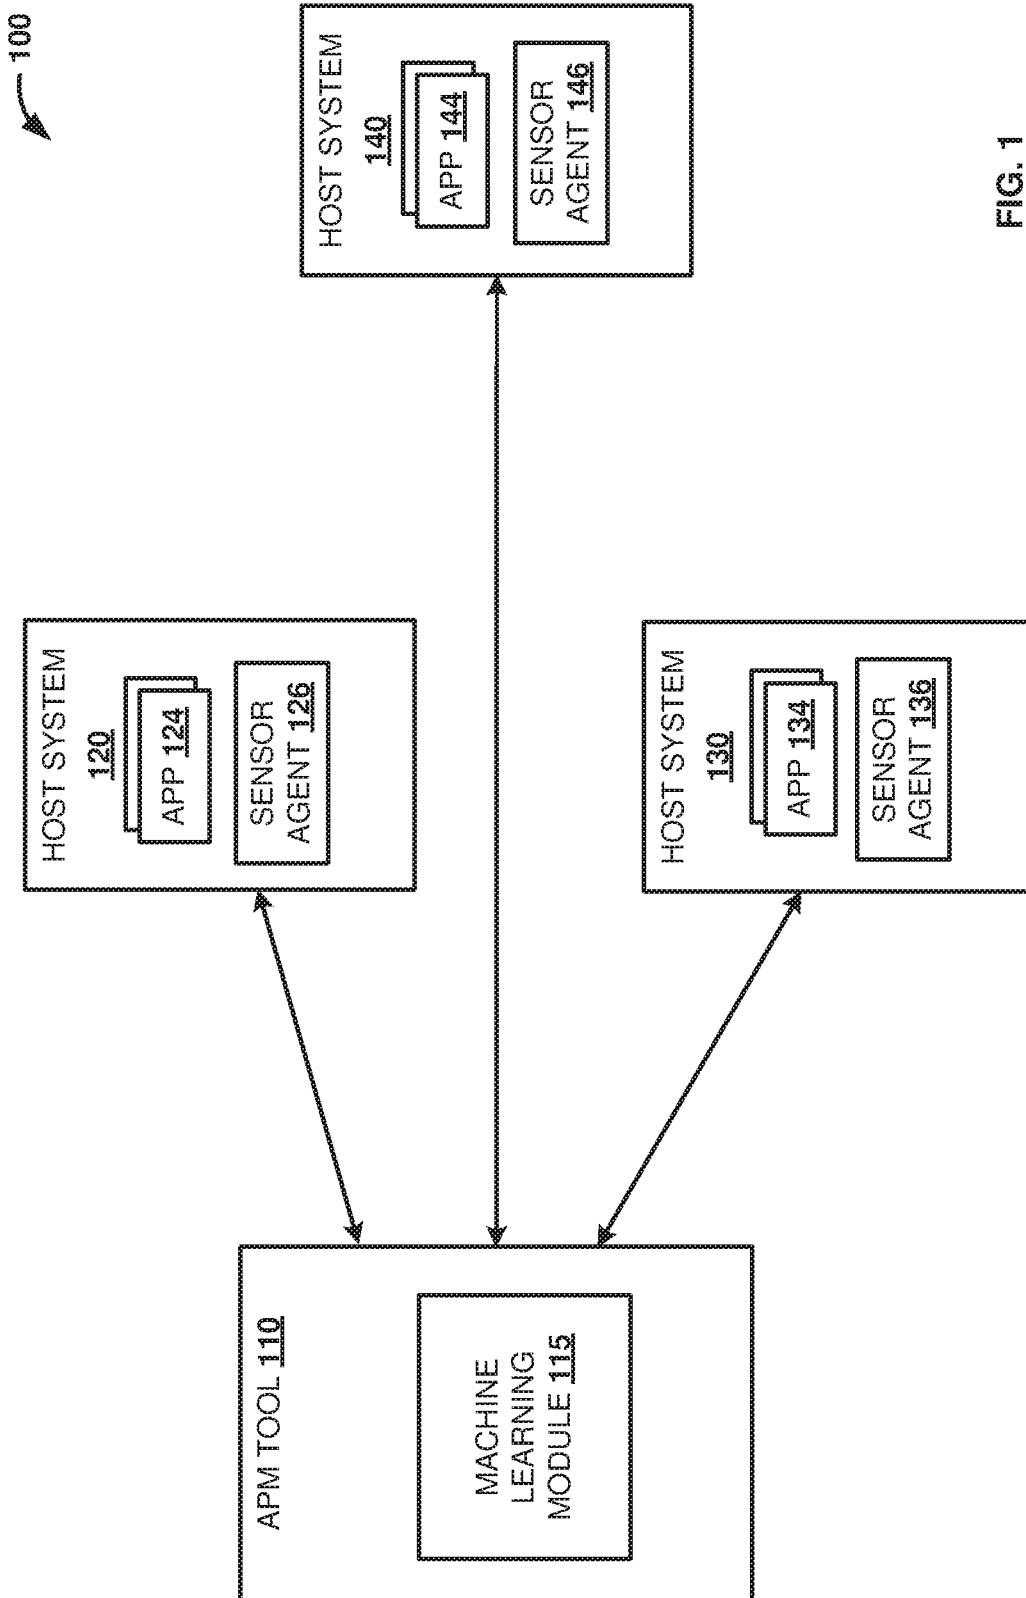 100
APM TOOL 110
MACHINE
LEARNING
MODULE 115
HOST SYSTEM
120
APP 124
SENSOR
AGENT 126
HOST SYSTEM
130
APP 134
SENSOR
AGENT 136
HOST SYSTEM
140
APP 144
SENSOR
AGENT 146
FIG. 1